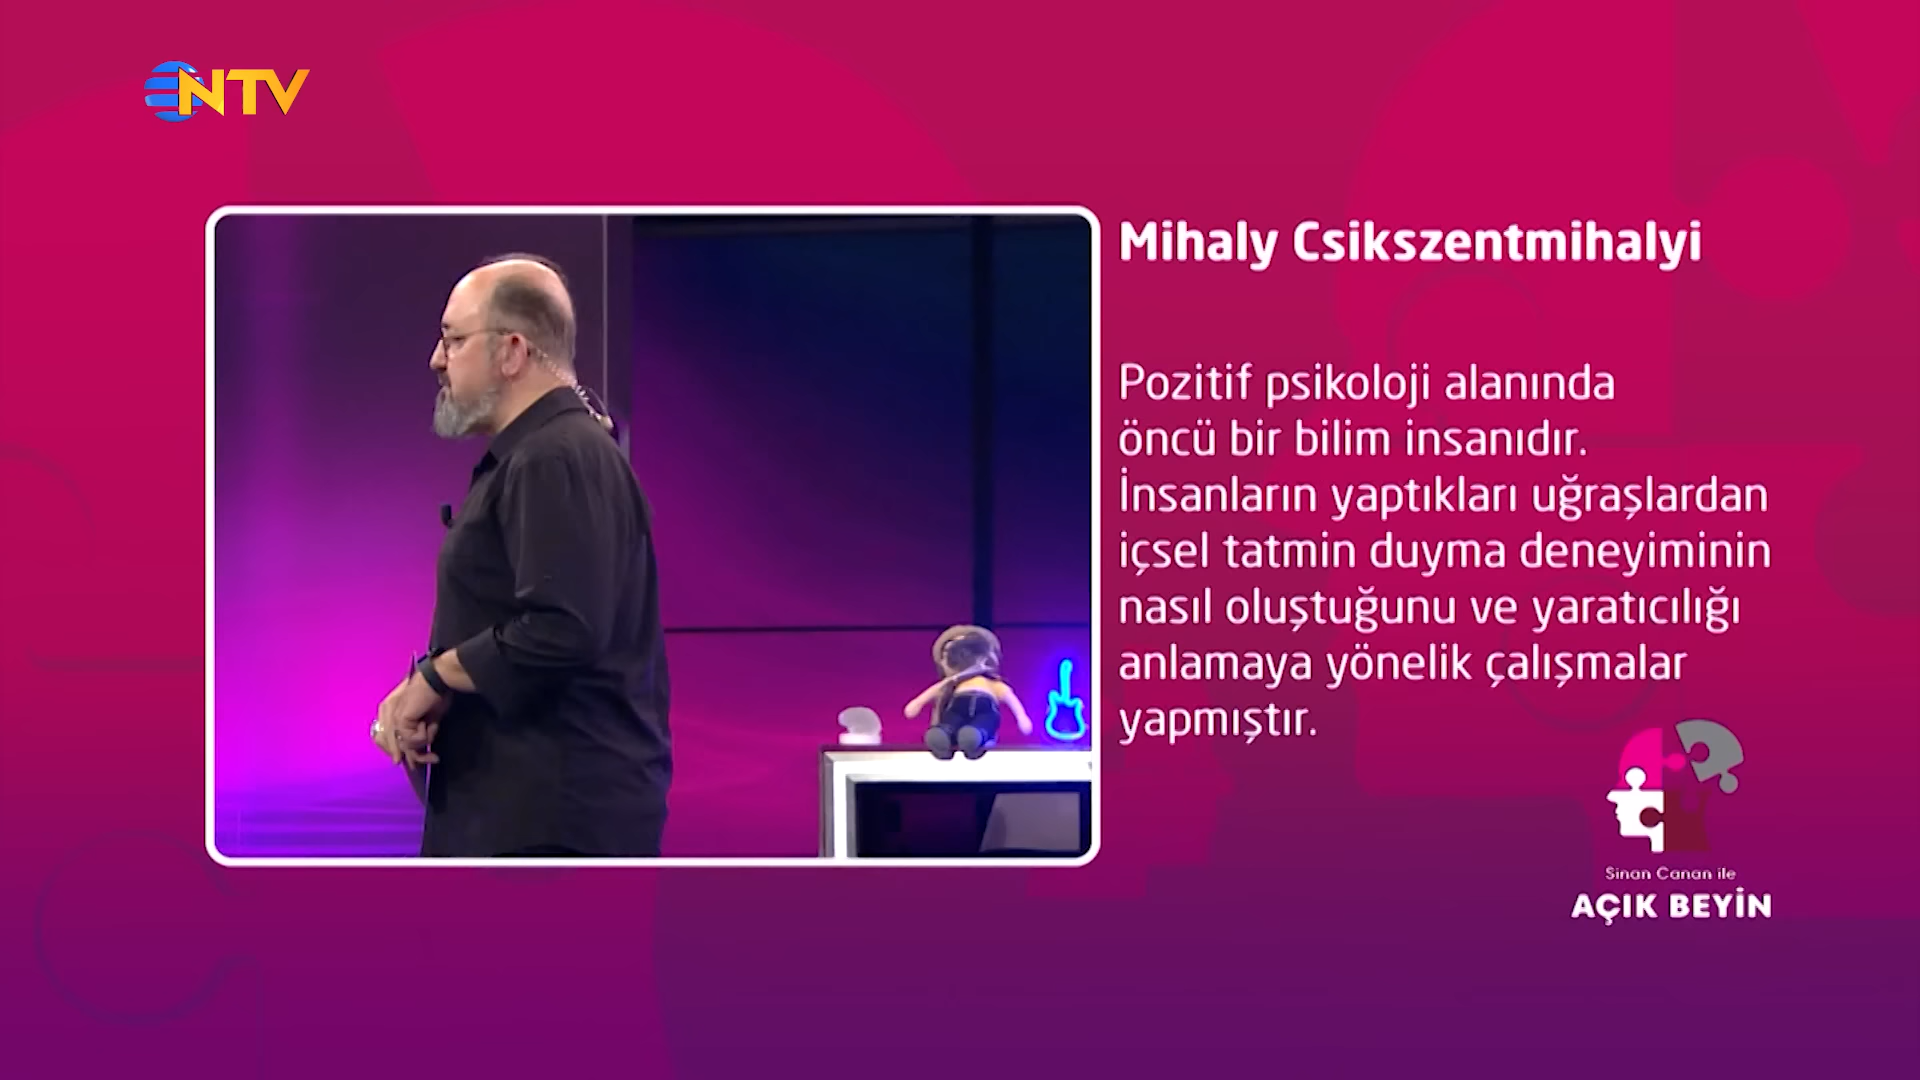 NTV
Mihaly Csikszentmihalyi
Pozitif psikoloji alanında
öncü bir bilim insanıdır.
İnsanların yaptıkları uğraşlardan
içsel tatmin duyma deneyiminin
nasıl oluştuğunu ve yaratıcılığı
anlamaya yönelik çalışmalar
yapmıştır.
Sinan Canan ile
AÇIK BEYİN